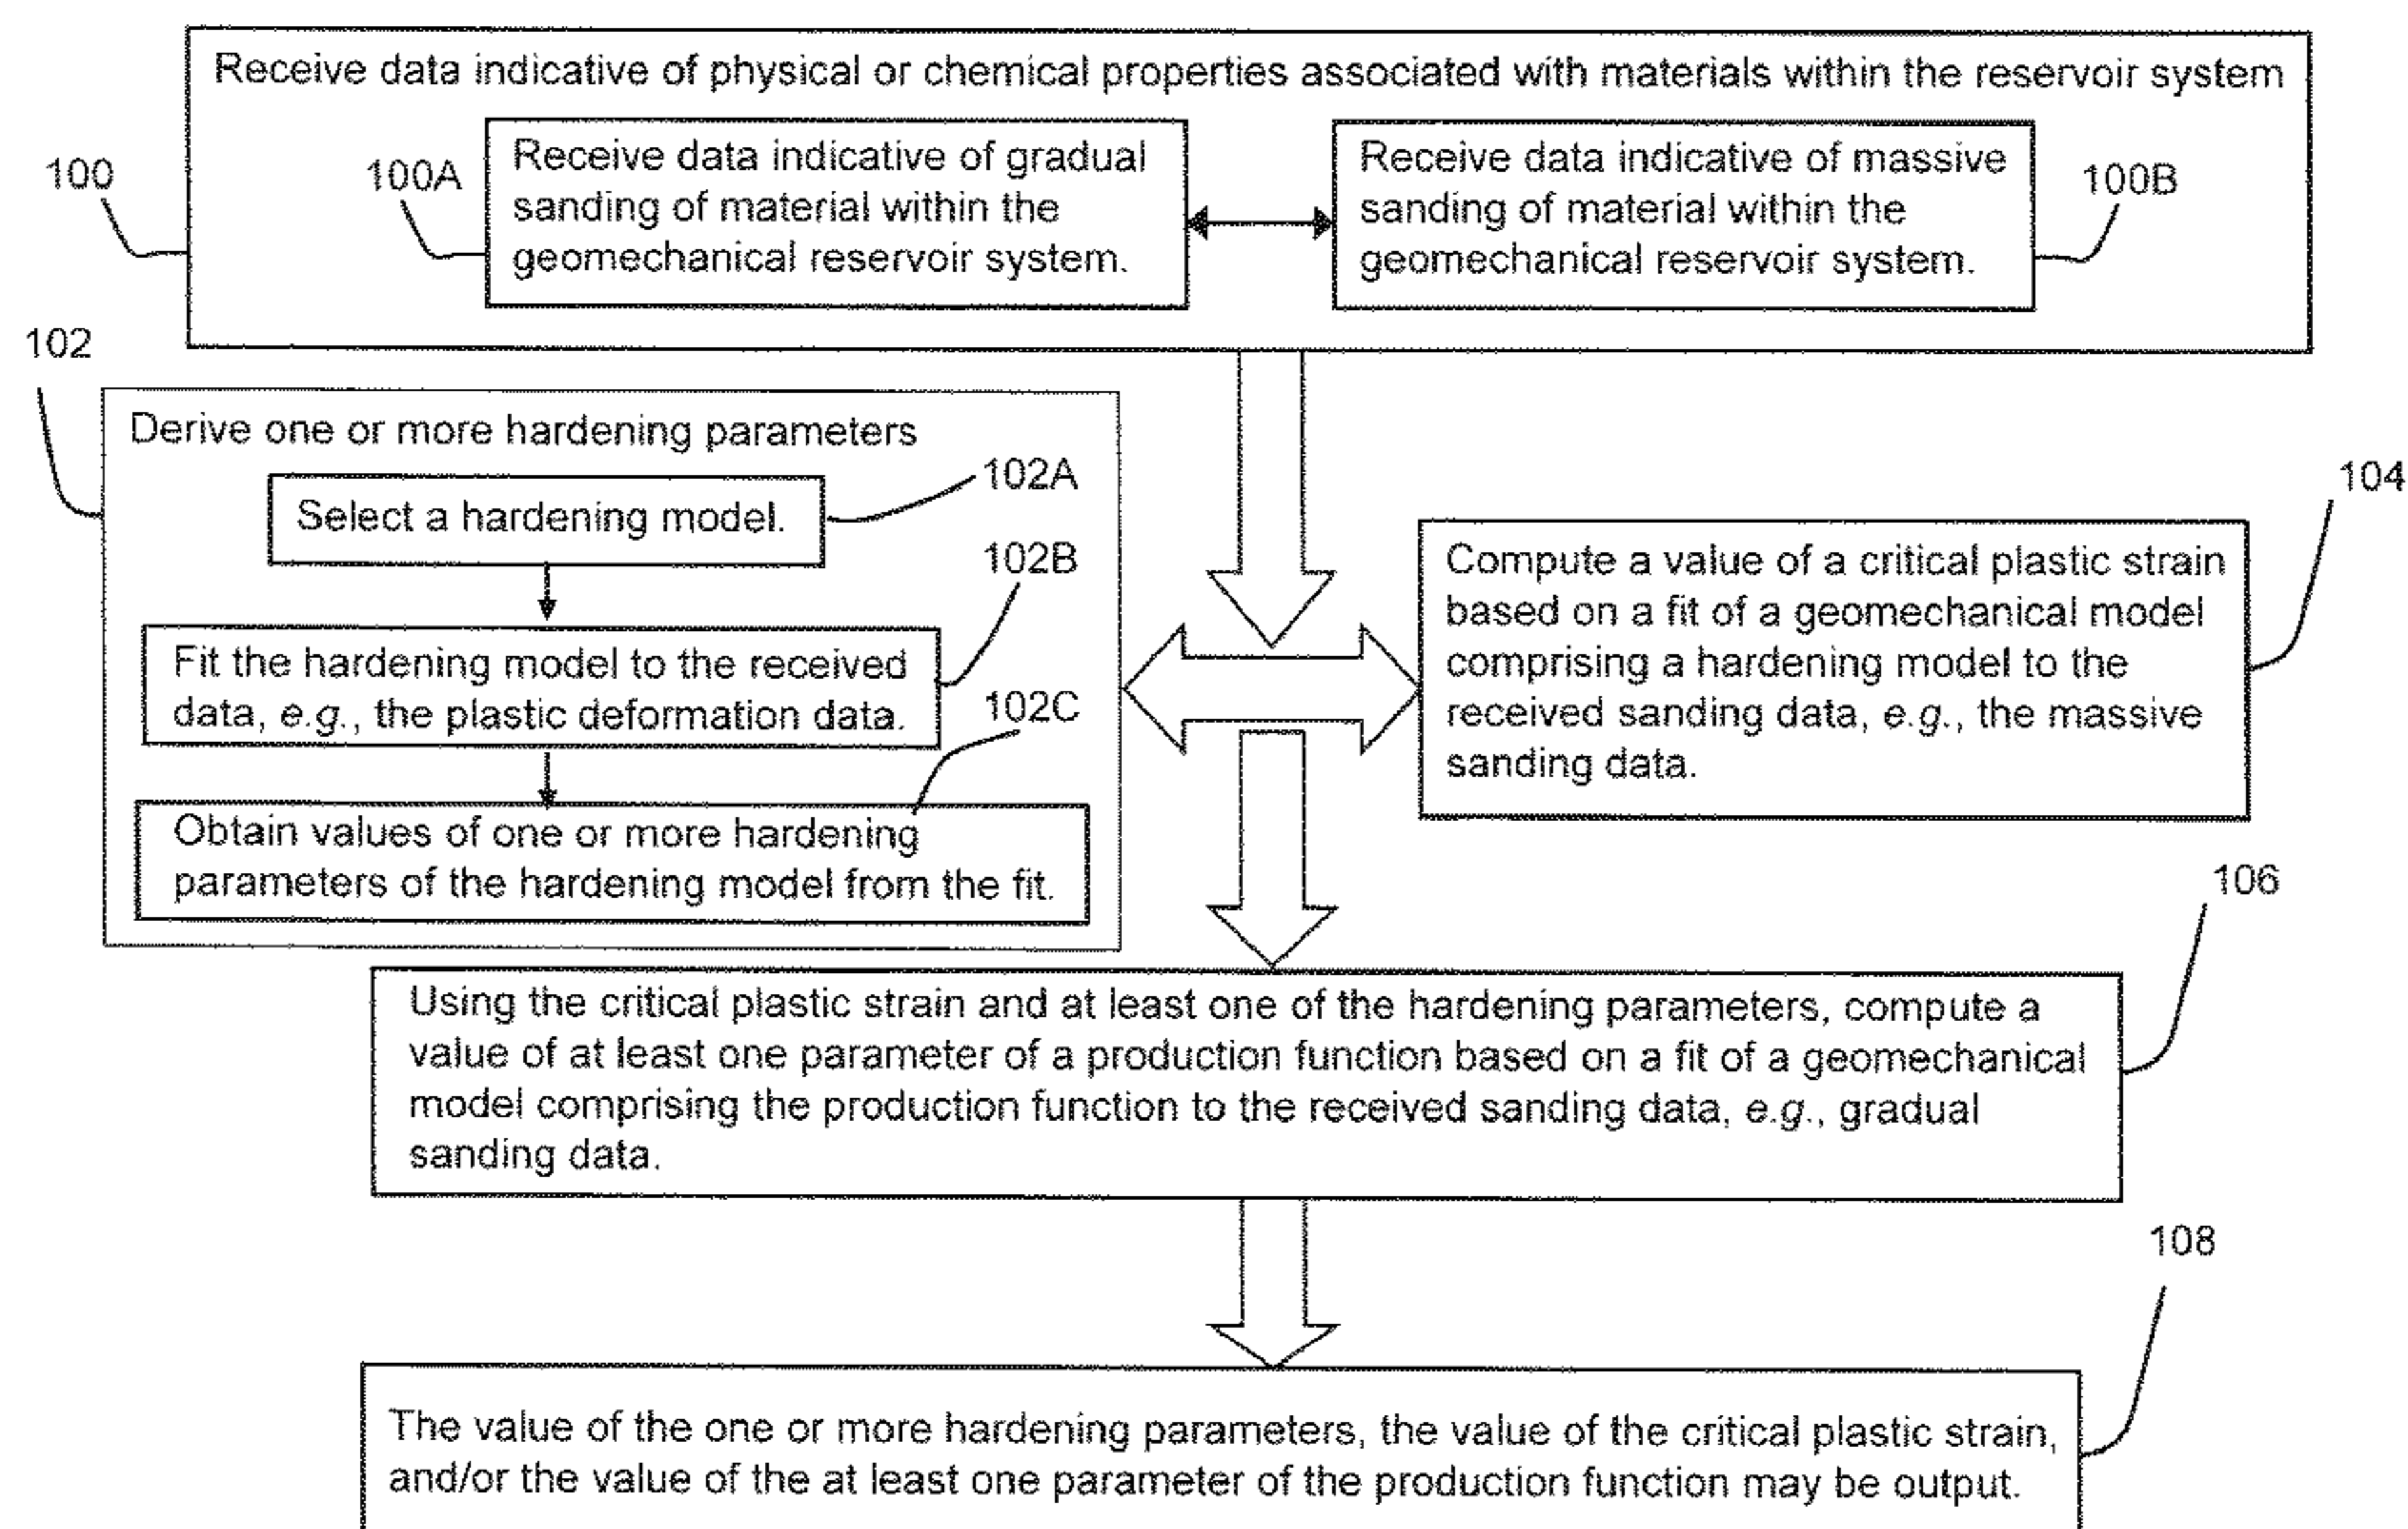 Receive data indicative of physical or chemical properties associated with materials within the reservoir system
100
100A
Receive data indicative of gradual
sanding of material within the
geomechanical reservoir system.
Receive data indicative of massive
sanding of material within the
geomechanical reservoir system.
100B
102
Derive one or more hardening parameters
102A
Select a hardening model.
102B
Fit the hardening model to the received
data, e.g., the plastic deformation data.
102C
Obtain values of one or more hardening
parameters of the hardening model from the fit.
104
Compute a value of a critical plastic strain
based on a fit of a geomechanical model
comprising a hardening model to the
received sanding data, e.g., the massive
sanding data.
106
Using the critical plastic strain and at least one of the hardening parameters, compute a
value of at least one parameter of a production function based on a fit of a geomechanical
model comprising the production function to the received sanding data, e.g., gradual
sanding data.
108
The value of the one or more hardening parameters, the value of the critical plastic strain,
and/or the value of the at least one parameter of the production function may be output.